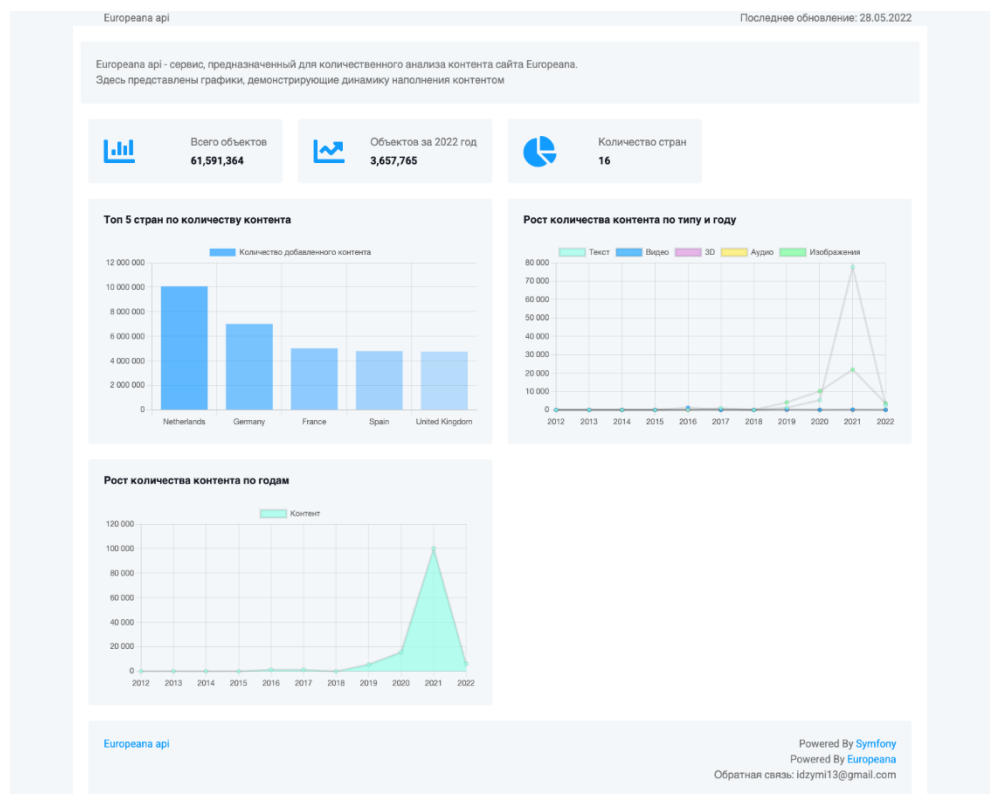 Europeana api
Последнее обновление: 28.05.2022
Europeana api - сервис, предназначенный для количественного анализа контента сайта Europeana.
Здесь представлены графики, демонстрирующие динамику наполнения контентом
Всего объектов
61,591,364
Объектов за 2022 год
3,657,765
Количество стран
16
Топ 5 стран по количеству контента
Количество добавленного контента
12 000 000
10 000 000
8 000 000
6 000 000
4 000 000
2 000 000
0
Netherlands Germany France Spain United Kingdom
Рост количества контента по типу и году
Текст Видео 3D Аудио Изображения
80 000
70 000
60 000
50 000
40 000
30 000
20 000
10 000
0
2012 2013 2014 2015 2016 2017 2018 2019 2020 2021 2022
Рост количества контента по годам
Контент
120 000
100 000
80 000
60 000
40 000
20 000
0
2012 2013 2014 2015 2016 2017 2018 2019 2020 2021 2022
Europeana api
Powered By Symfony
Powered By Europeana
Обратная связь: idzymi13@gmail.com